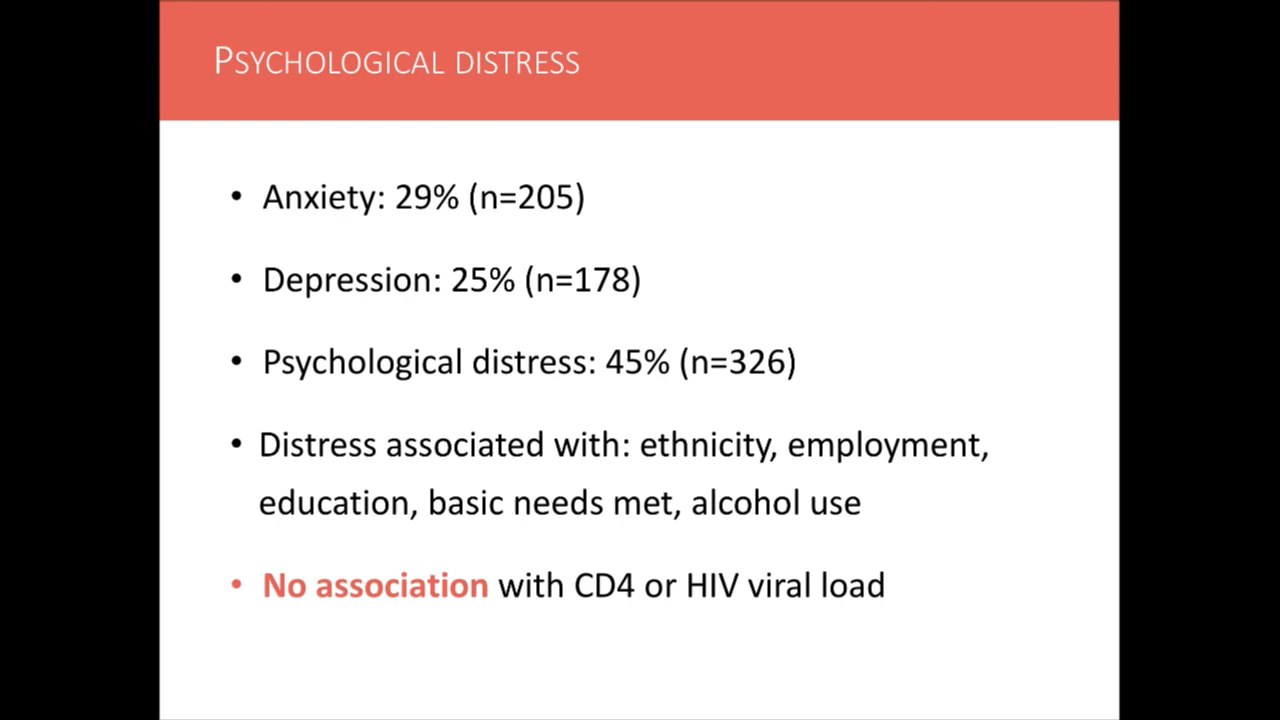 PSYCHOLOGICAL DISTRESS
• Anxiety: 29% (n=205)
• Depression: 25% (n=178)
• Psychological distress: 45% (n=326)
• Distress associated with: ethnicity, employment,
education, basic needs met, alcohol use
• No association with CD4 or HIV viral load